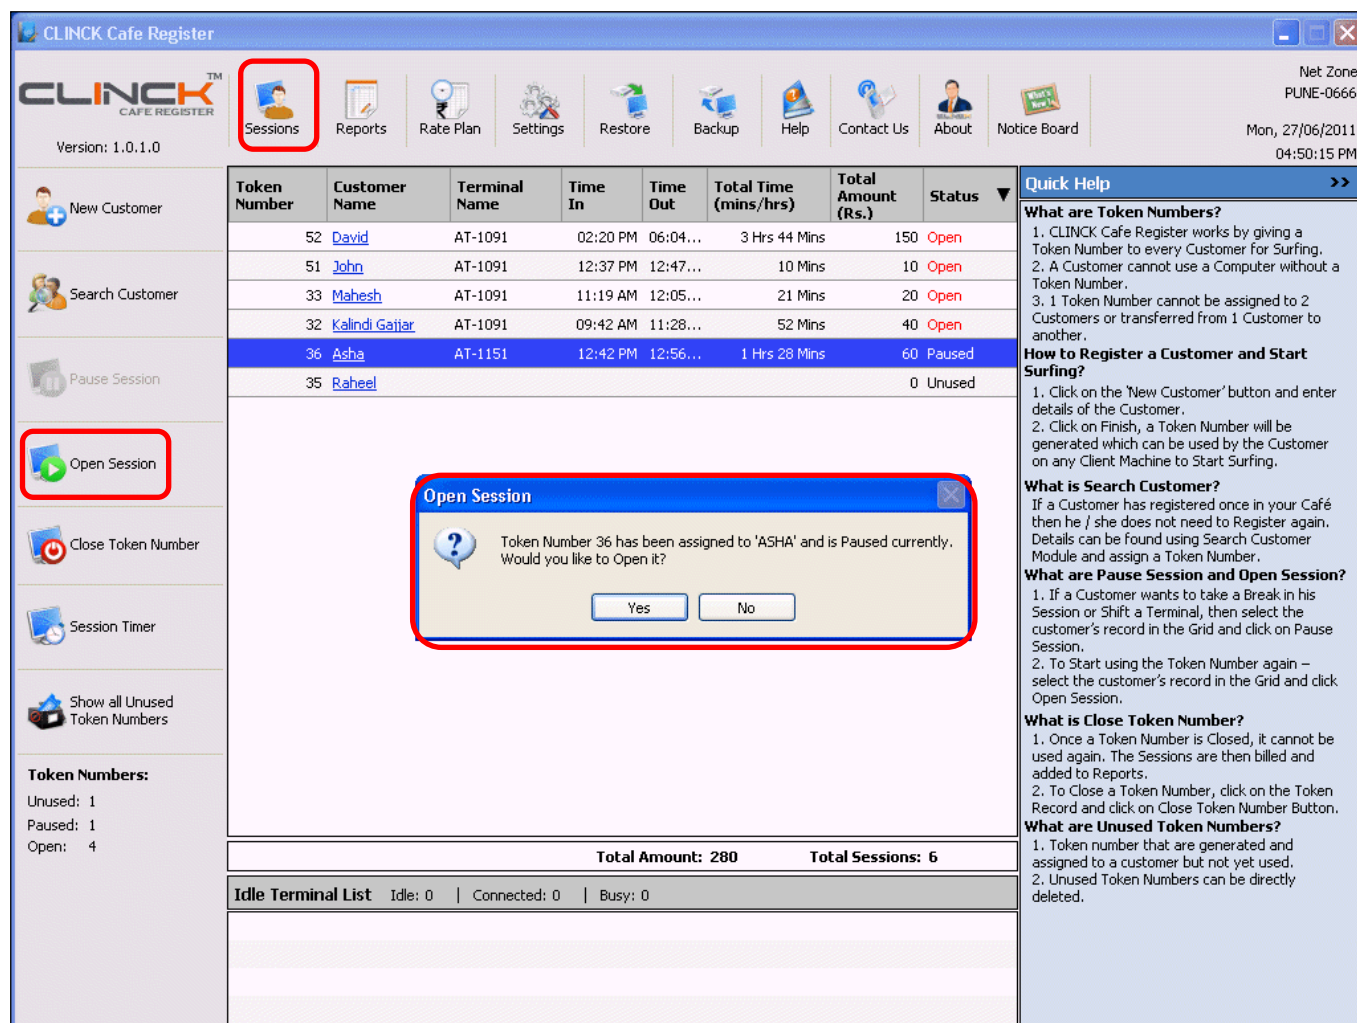 CLINCK Cafe Register
CLINCK TM
CAFE REGISTER
Version: 1.0.1.0
Sessions
Reports
Rate Plan
Settings
Restore
Backup
Help
Contact Us
About
Notice Board
Net Zone
PUNE-0666
Mon, 27/06/2011
04:50:15 PM
New Customer
Search Customer
Pause Session
Open Session
Close Token Number
Session Timer
Show all Unused
Token Numbers
Token Numbers:
Unused: 1
Paused: 1
Open: 4
Token Number Customer Name Terminal Name Time In Time Out Total Time (mins/hrs) Total Amount (Rs.) Status
52 David AT-1091 02:20 PM 06:04... 3 Hrs 44 Mins 150 Open
51 John AT-1091 12:37 PM 12:47... 10 Mins 10 Open
33 Mahesh AT-1091 11:19 AM 12:05... 21 Mins 20 Open
32 Kalindi Gajjar AT-1091 09:42 AM 11:28... 52 Mins 40 Open
36 Asha AT-1151 12:42 PM 12:56... 1 Hrs 28 Mins 60 Paused
35 Raheel 0 Unused
Open Session
Token Number 36 has been assigned to 'ASHA' and is Paused currently.
Would you like to Open it?
Yes No
Total Amount: 280 Total Sessions: 6
Idle Terminal List Idle: 0 | Connected: 0 | Busy: 0
Quick Help >>
What are Token Numbers?
1. CLINCK Cafe Register works by giving a
Token Number to every Customer for Surfing.
2. A Customer cannot use a Computer without a
Token Number.
3. 1 Token Number cannot be assigned to 2
Customers or transferred from 1 Customer to
another.
How to Register a Customer and Start
Surfing?
1. Click on the 'New Customer' button and enter
details of the Customer.
2. Click on Finish, a Token Number will be
generated which can be used by the Customer
on any Client Machine to Start Surfing.
What is Search Customer?
If a Customer has registered once in your Café
then he / she does not need to Register again.
Details can be found using Search Customer
Module and assign a Token Number.
What are Pause Session and Open Session?
1. If a Customer wants to take a Break in his
Session or Shift a Terminal, then select the
customer's record in the Grid and click on Pause
Session.
2. To Start using the Token Number again –
select the customer's record in the Grid and click
Open Session.
What is Close Token Number?
1. Once a Token Number is Closed, it cannot be
used again. The Sessions are then billed and
added to Reports.
2. To Close a Token Number, click on the Token
Record and click on Close Token Number Button.
What are Unused Token Numbers?
1. Token number that are generated and
assigned to a customer but not yet used.
2. Unused Token Numbers can be directly
deleted.